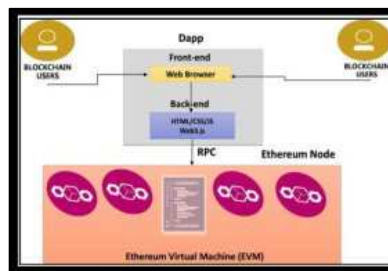 Dapp
Front-end
Web Browser
BLOCKCHAIN
USERS
BLOCKCHAIN
USERS
Back-end
HTML/CSS/JS
Web3.js
RPC
Ethereum Node
Ethereum Virtual Machine (EVM)